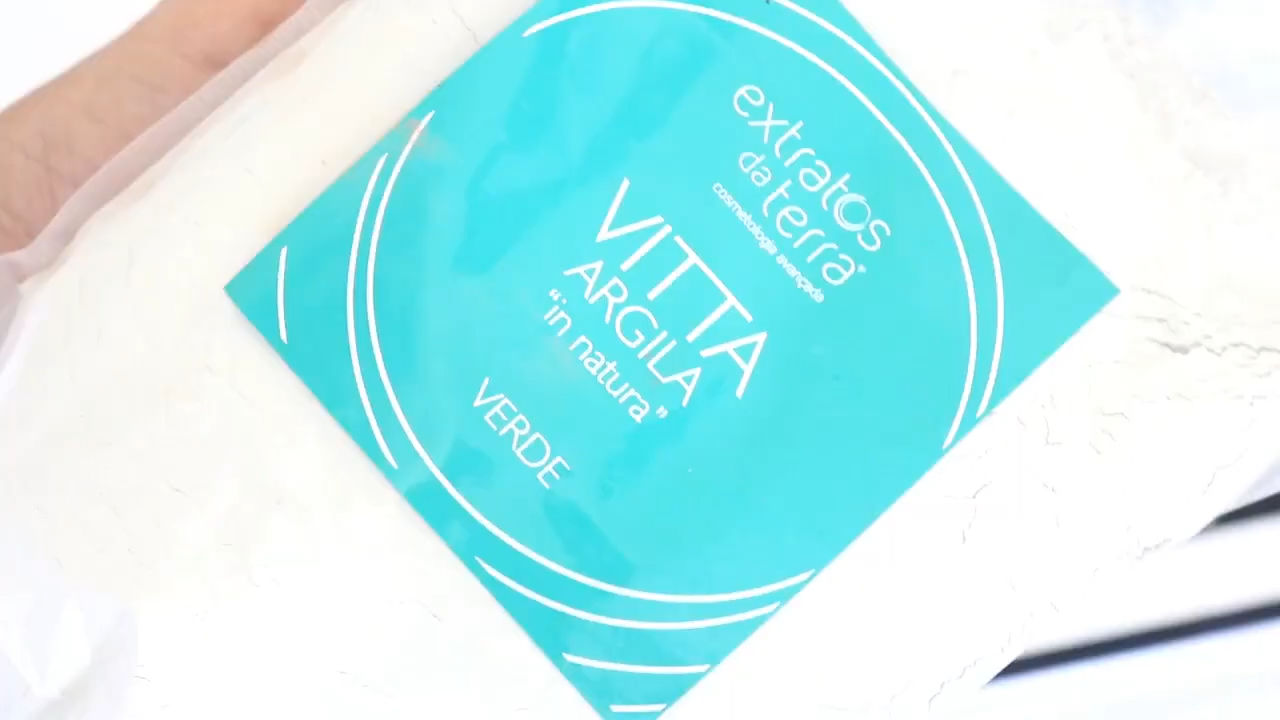 extratos
da terra
cosmetologia avançada
VITTA
ARGILA
“in natura”
VERDE